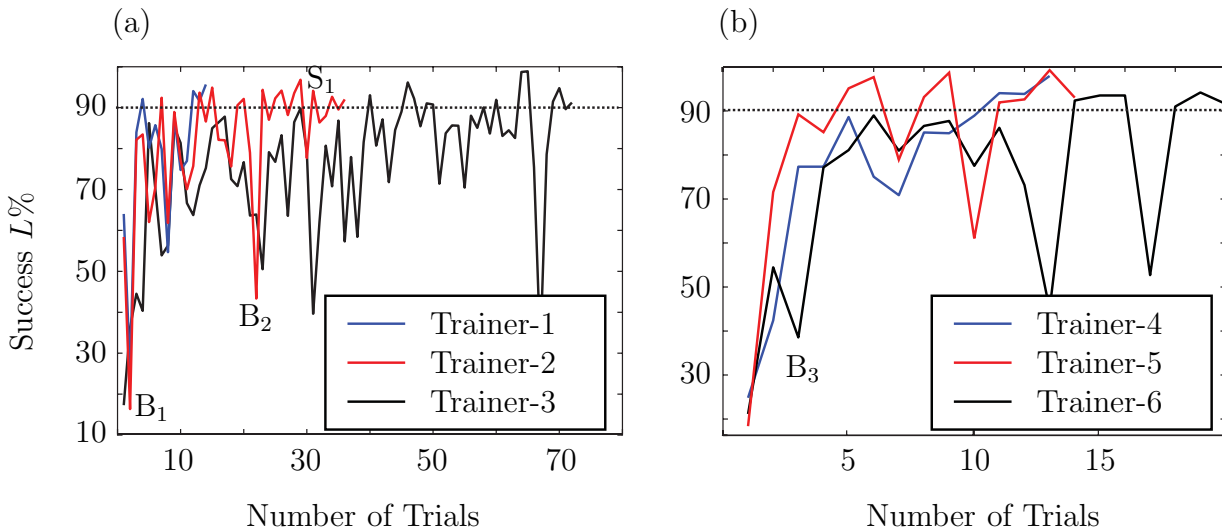 (a)
Success L%
90
70
50
30
10
S₁
B₂
B₁
Trainer-1
Trainer-2
Trainer-3
10
30
50
70
Number of Trials
(b)
90
70
50
30
B₃
Trainer-4
Trainer-5
Trainer-6
5
10
15
Number of Trials